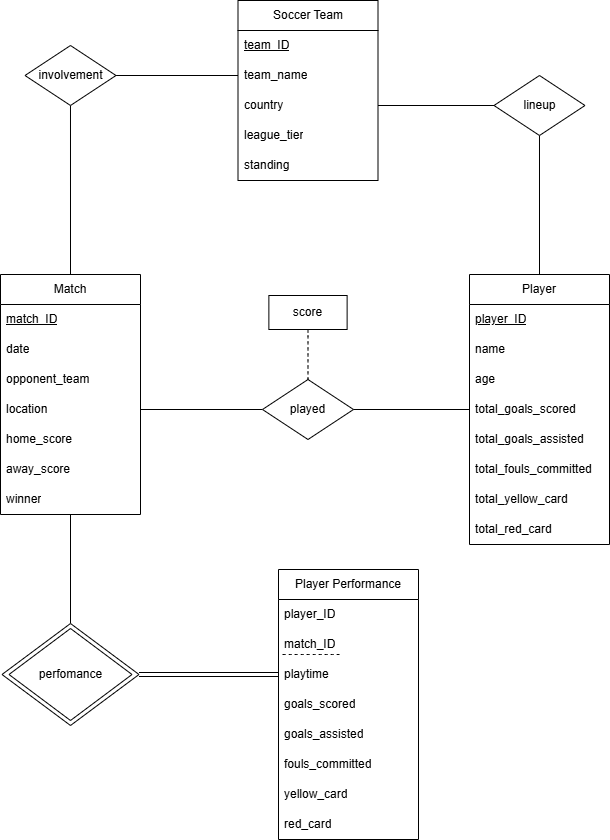 Soccer Team
team_ID
team_name
country
league_tier
standing
involvement
lineup
Match
match_ID
date
opponent_team
location
home_score
away_score
winner
score
played
Player
player_ID
name
age
total_goals_scored
total_goals_assisted
total_fouls_committed
total_yellow_card
total_red_card
perfomance
Player Performance
player_ID
match_ID
playtime
goals_scored
goals_assisted
fouls_committed
yellow_card
red_card